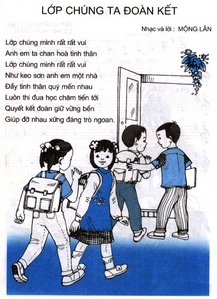 LỚP CHÚNG TA ĐOÀN KẾT
Nhạc và lời : MỘNG LÂN
Lớp chúng mình rất rất vui
Anh em ta chan hoà tình thân
Lớp chúng mình rất rất vui
Như keo sơn anh em một nhà
Đầy tình thân quý mến nhau
Luôn thi đua học chăm tiến tới
Quyết kết đoàn giữ vững bền
Giúp đỡ nhau xứng đáng trò ngoan.